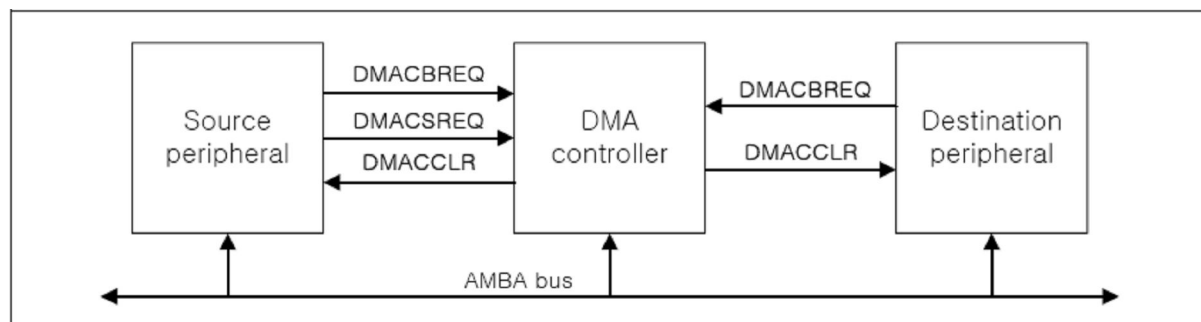 DMACBREQ
DMACSREQ
DMACCLR
Source
peripheral
DMA
controller
DMACBREQ
DMACCLR
Destination
peripheral
AMBA bus